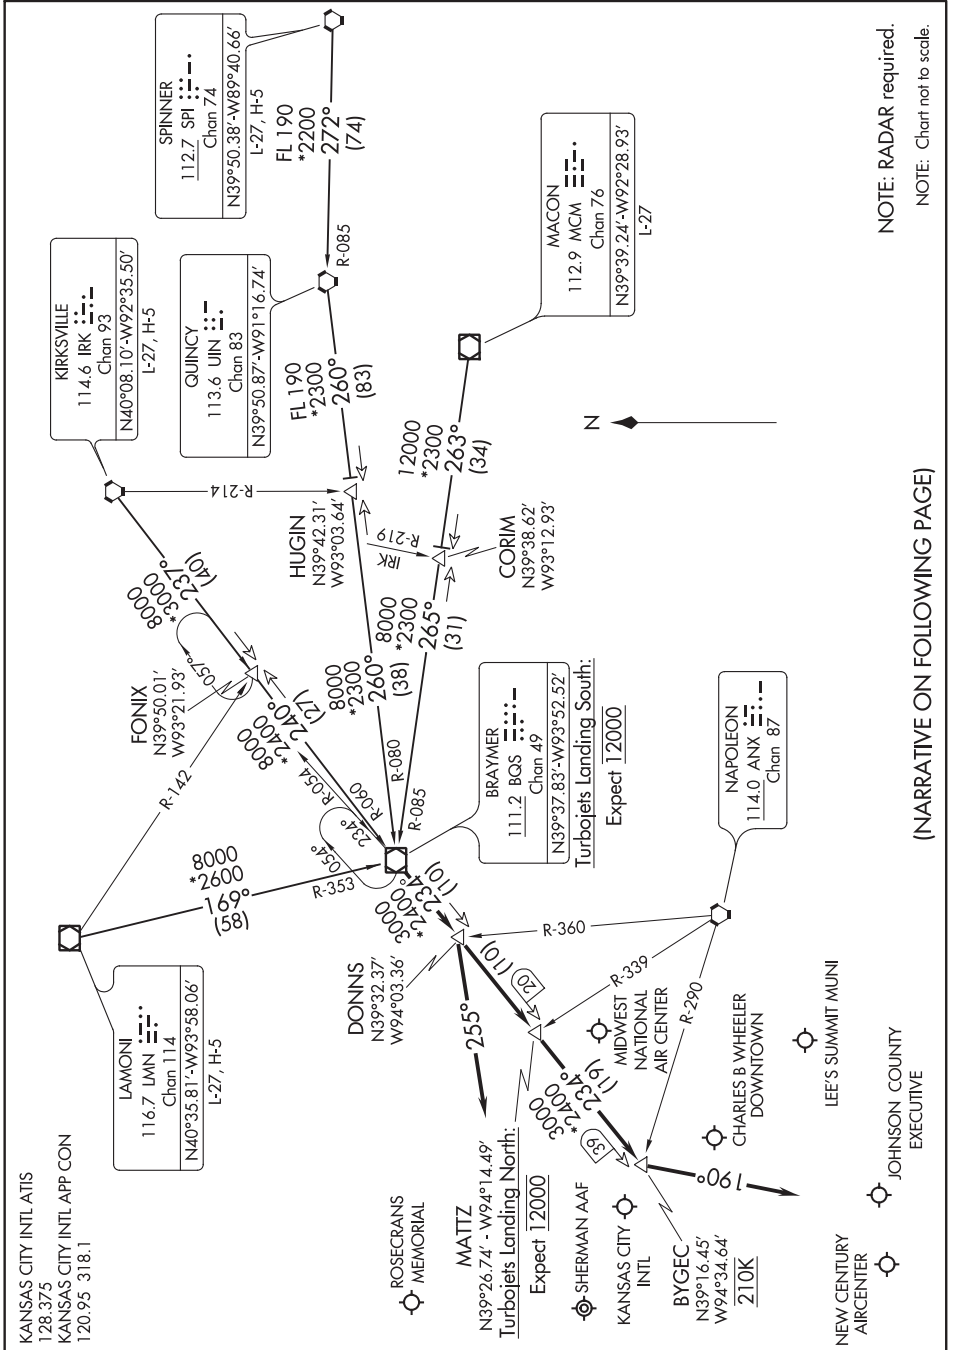 KANSAS CITY INTL ATIS
128.375
KANSAS CITY INTL APP CON
120.95 318.1
LAMONI
116.7 LMN
Chan 114
N40°35.81'-W93°58.06'
L-27, H-5
KIRKSVILLE
114.6 IRK
Chan 93
N40°08.10'-W92°35.50'
L-27, H-5
SPINNER
112.7 SPI
Chan 74
N39°50.38'-W89°40.66'
L-27, H-5
QUINCY
113.6 UIN
Chan 83
N39°50.87'-W91°16.74'
FL 190
*2200
272°
(74)
R-085
FL 190
*2300
260°
(83)
R-214
8000
*3000
237°
(40)
057°
FONIX
N39°50.01'
W93°21.93'
R-142
8000
*2400
240°
(27)
R-054
R-060
234°
054°
8000
*2600
169°
(58)
R-353
HUGIN
N39°42.31'
W93°03.64'
8000
*2300
260°
(38)
R-080
IRK
R-219
12000
*2300
263°
(34)
MACON
112.9 MCM
Chan 76
N39°39.24'-W92°28.93'
L-27
CORIM
N39°38.62'
W93°12.93'
8000
*2300
265°
(31)
R-085
BRAYMER
111.2 BQS
Chan 49
N39°37.83'-W93°52.52'
Turbojets Landing South:
Expect 12000
3000
*2400
234°
(10)
DONNS
N39°32.37'
W94°03.36'
255°
(10)
20
R-360
R-339
R-290
NAPOLEON
114.0 ANX
Chan 87
MATTZ
N39°26.74' - W94°14.49'
Turbojets Landing North:
Expect 12000
3000
*2400
234°
(19)
39
BYGEC
N39°16.45'
W94°34.64'
210K
190°
ROSECRANS
MEMORIAL
SHERMAN AAF
KANSAS CITY
INTL
MIDWEST
NATIONAL
AIR CENTER
CHARLES B WHEELER
DOWNTOWN
LEE'S SUMMIT MUNI
NEW CENTURY
AIRCENTER
JOHNSON COUNTY
EXECUTIVE
N
NOTE: RADAR required.
NOTE: Chart not to scale.
(NARRATIVE ON FOLLOWING PAGE)